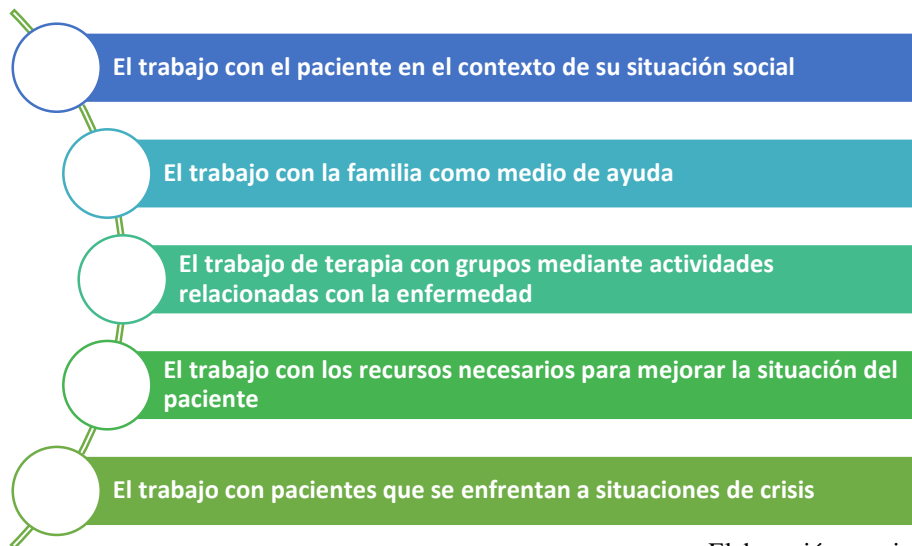 El trabajo con el paciente en el contexto de su situación social
El trabajo con la familia como medio de ayuda
El trabajo de terapia con grupos mediante actividades
relacionadas con la enfermedad
El trabajo con los recursos necesarios para mejorar la situación del
paciente
El trabajo con pacientes que se enfrentan a situaciones de crisis